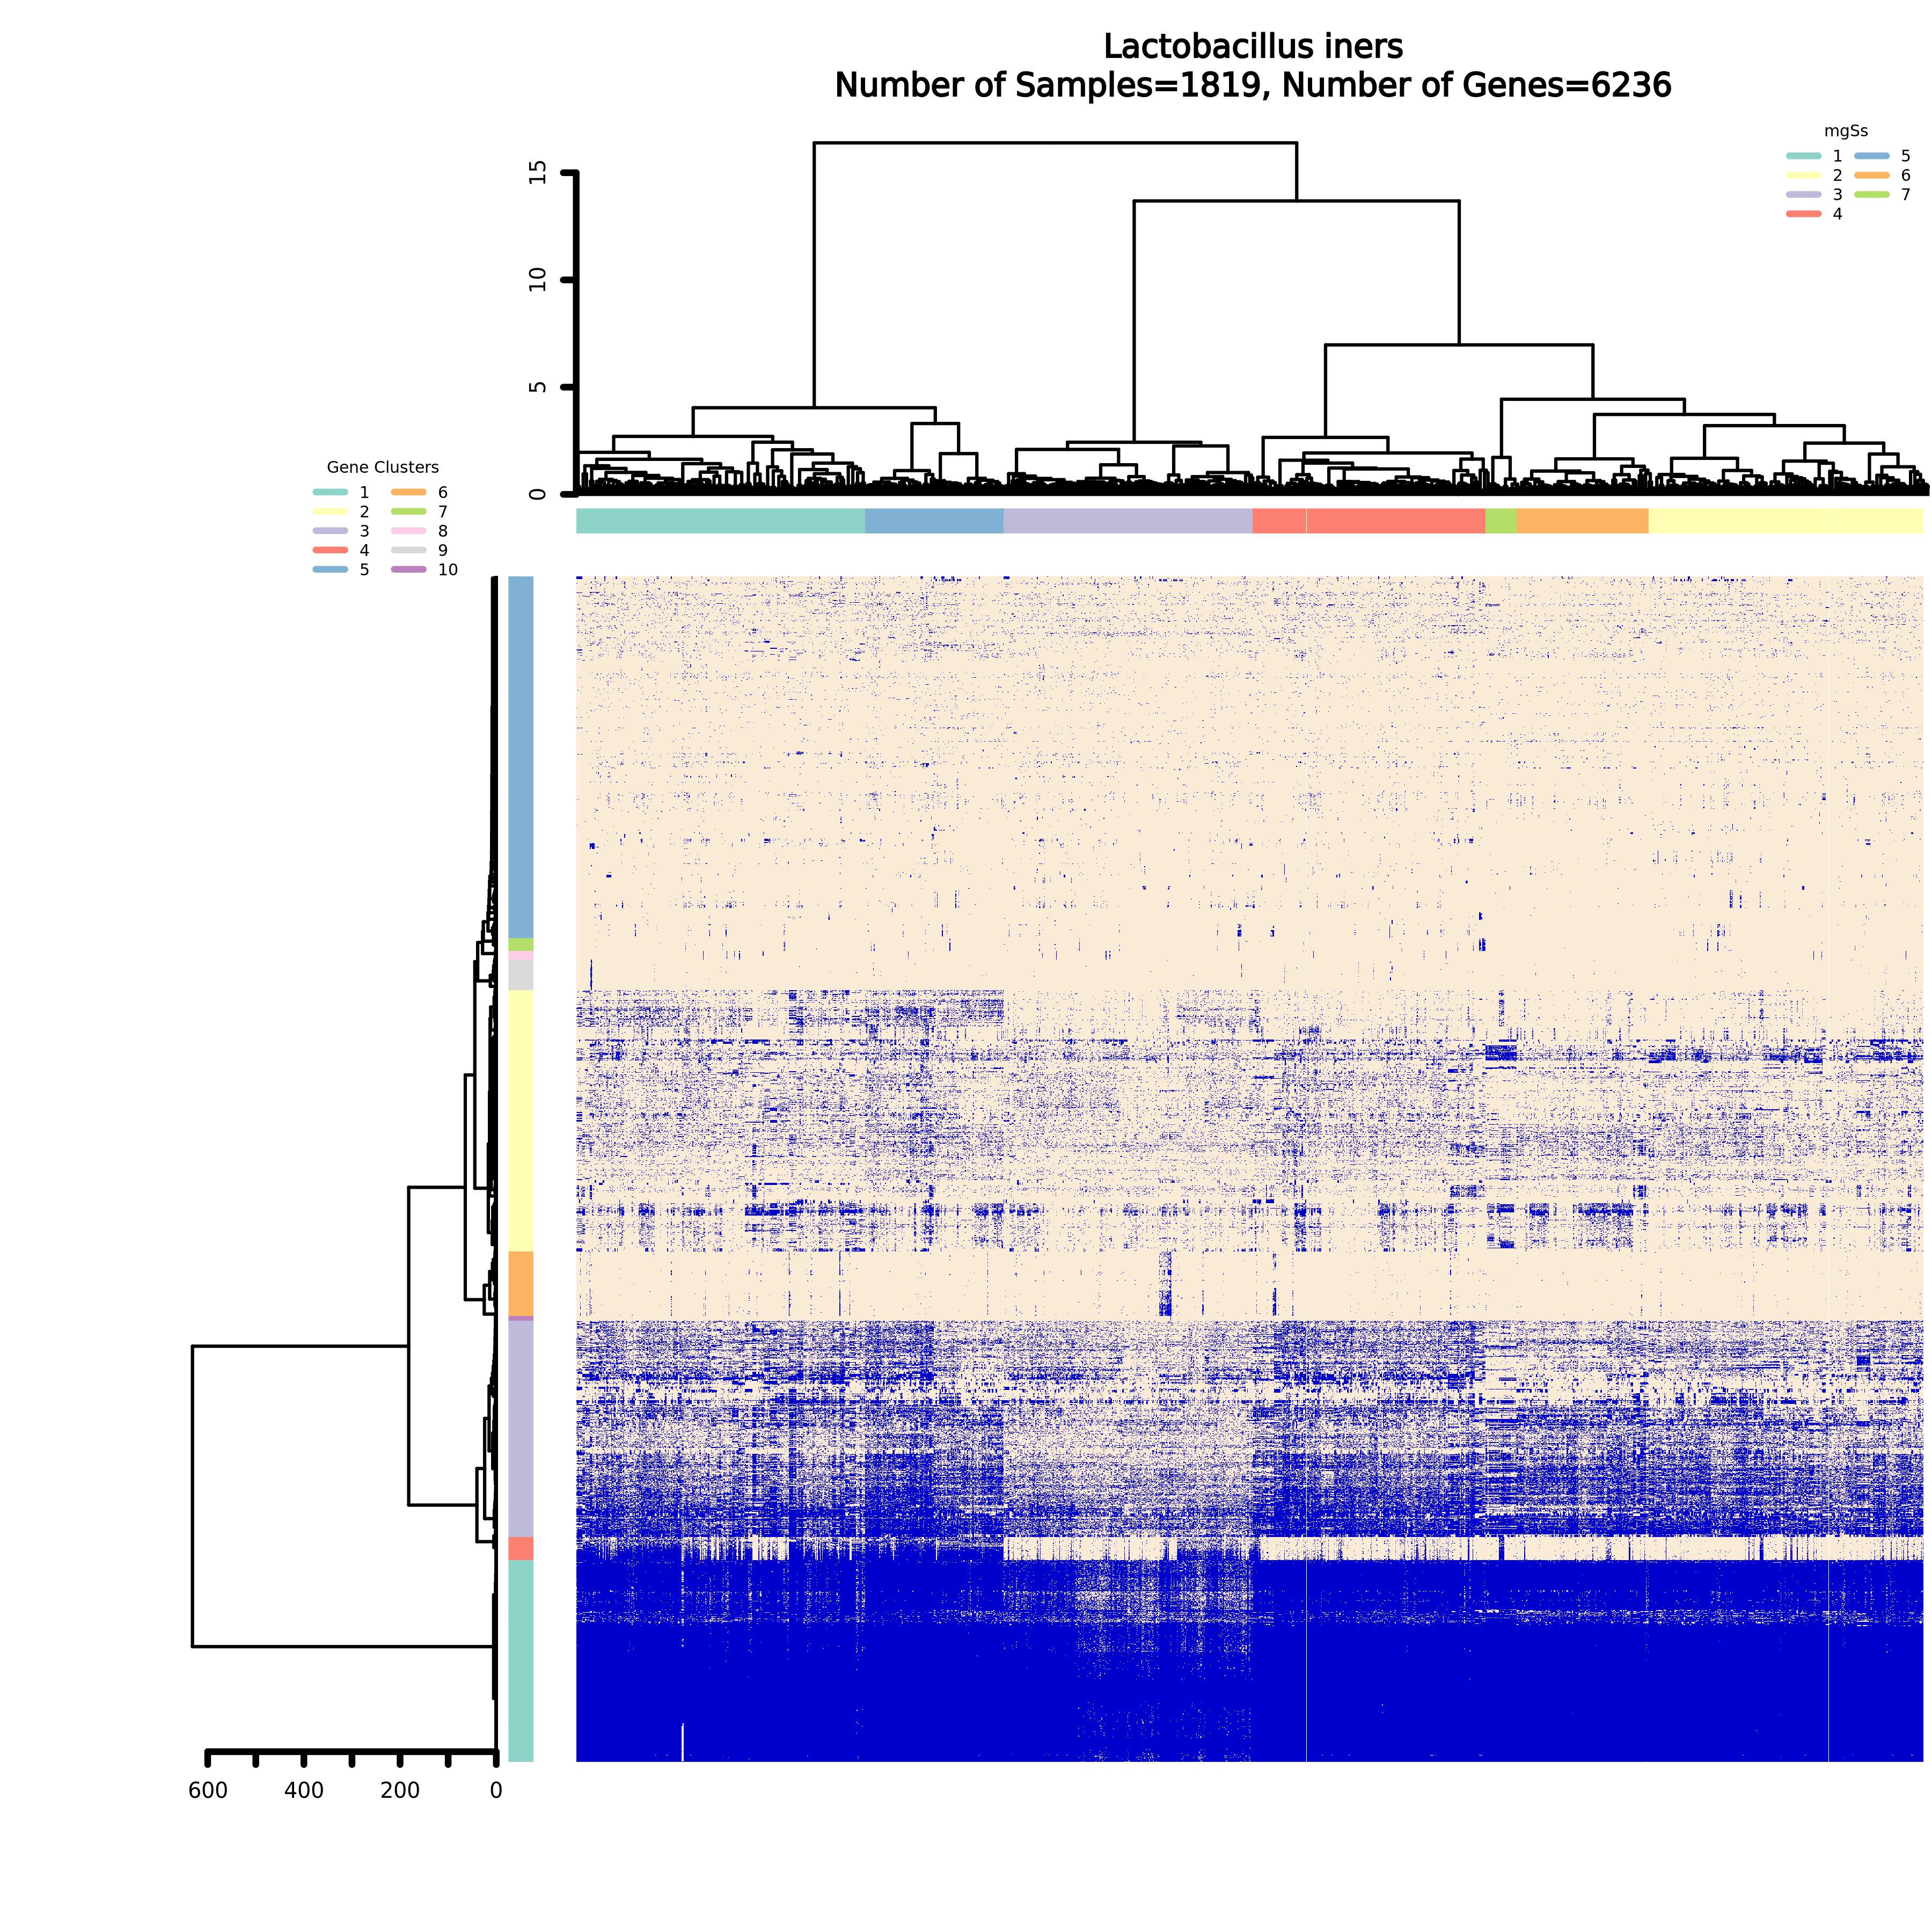 Lactobacillus iners
Number of Samples=1819, Number of Genes=6236
mgSs
1 5
2 6
3 7
4
15
10
5
0
Gene Clusters
1 6
2 7
3 8
4 9
5 10
600 400 200 0